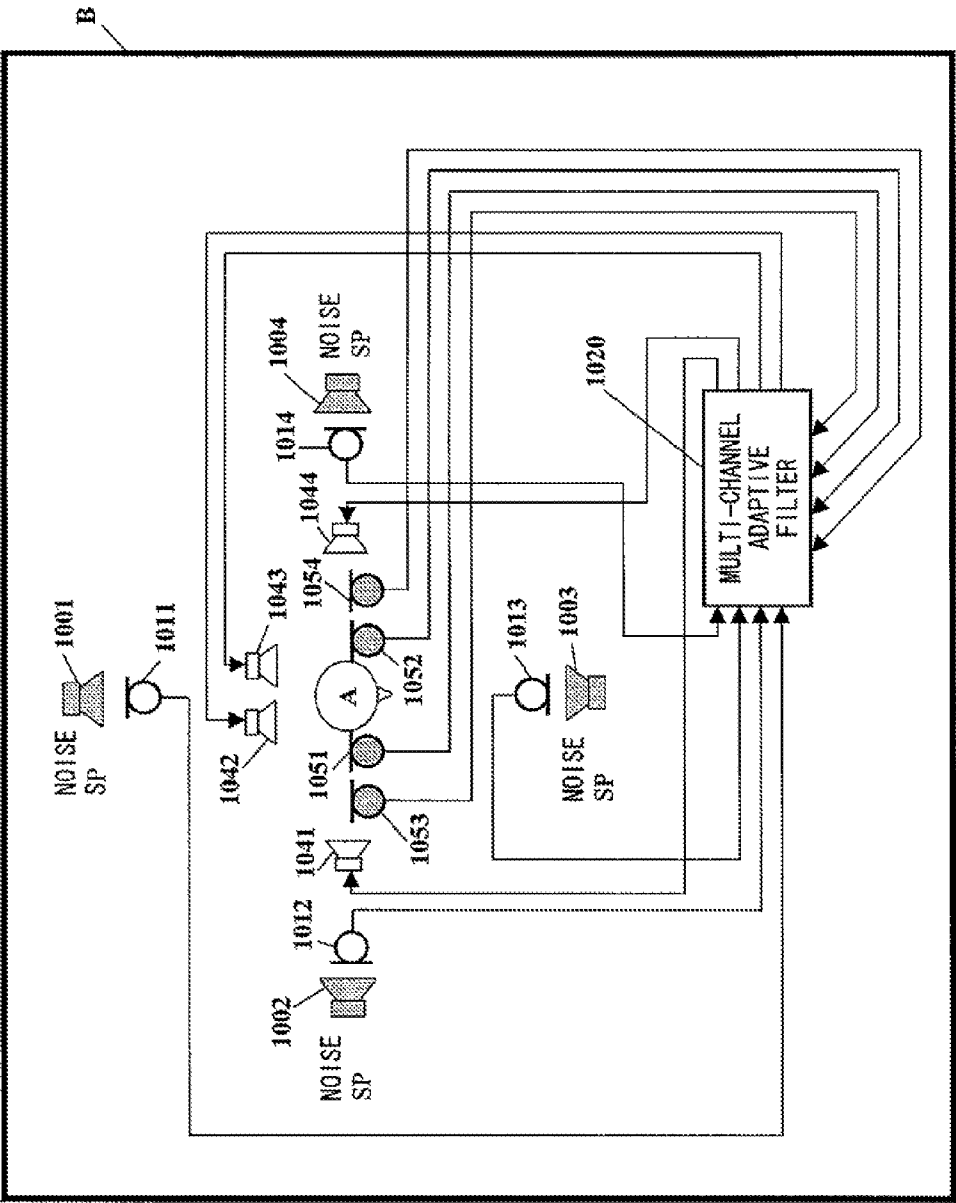 B
1001
NOISE
SP
1011
1042
1043
1002
NOISE
SP
1012
1041
1053
1051
A
1052
1054
1044
1014
1004
NOISE
SP
1013
1003
NOISE
SP
1020
MULTI-CHANNEL
ADAPTIVE
FILTER